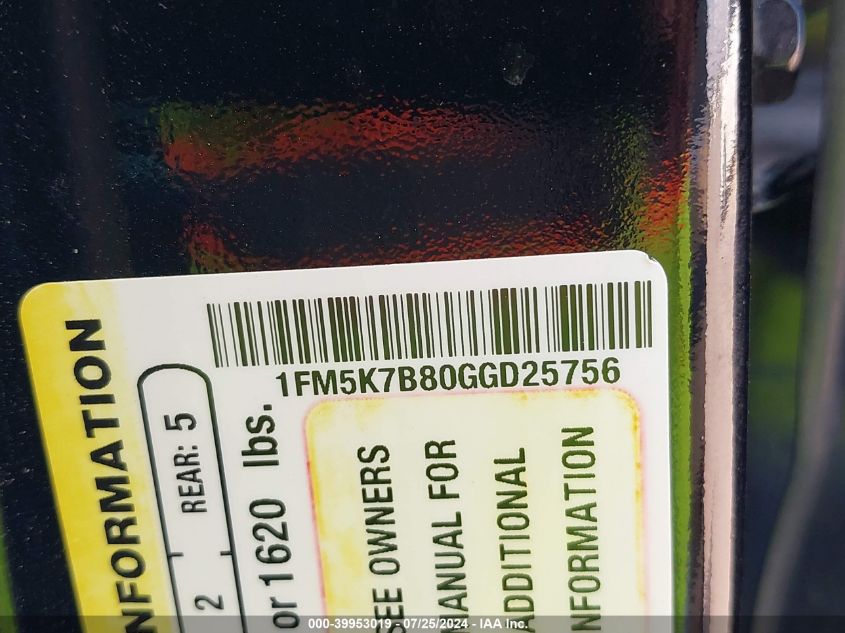 1FM5K7B80GGD25756
NFORMATION
2 REAR: 5
or 1620 lbs.
SEE OWNERS
MANUAL FOR
ADDITIONAL
NFORMATION
000-39953019 - 07/25/2024 - IAA Inc.